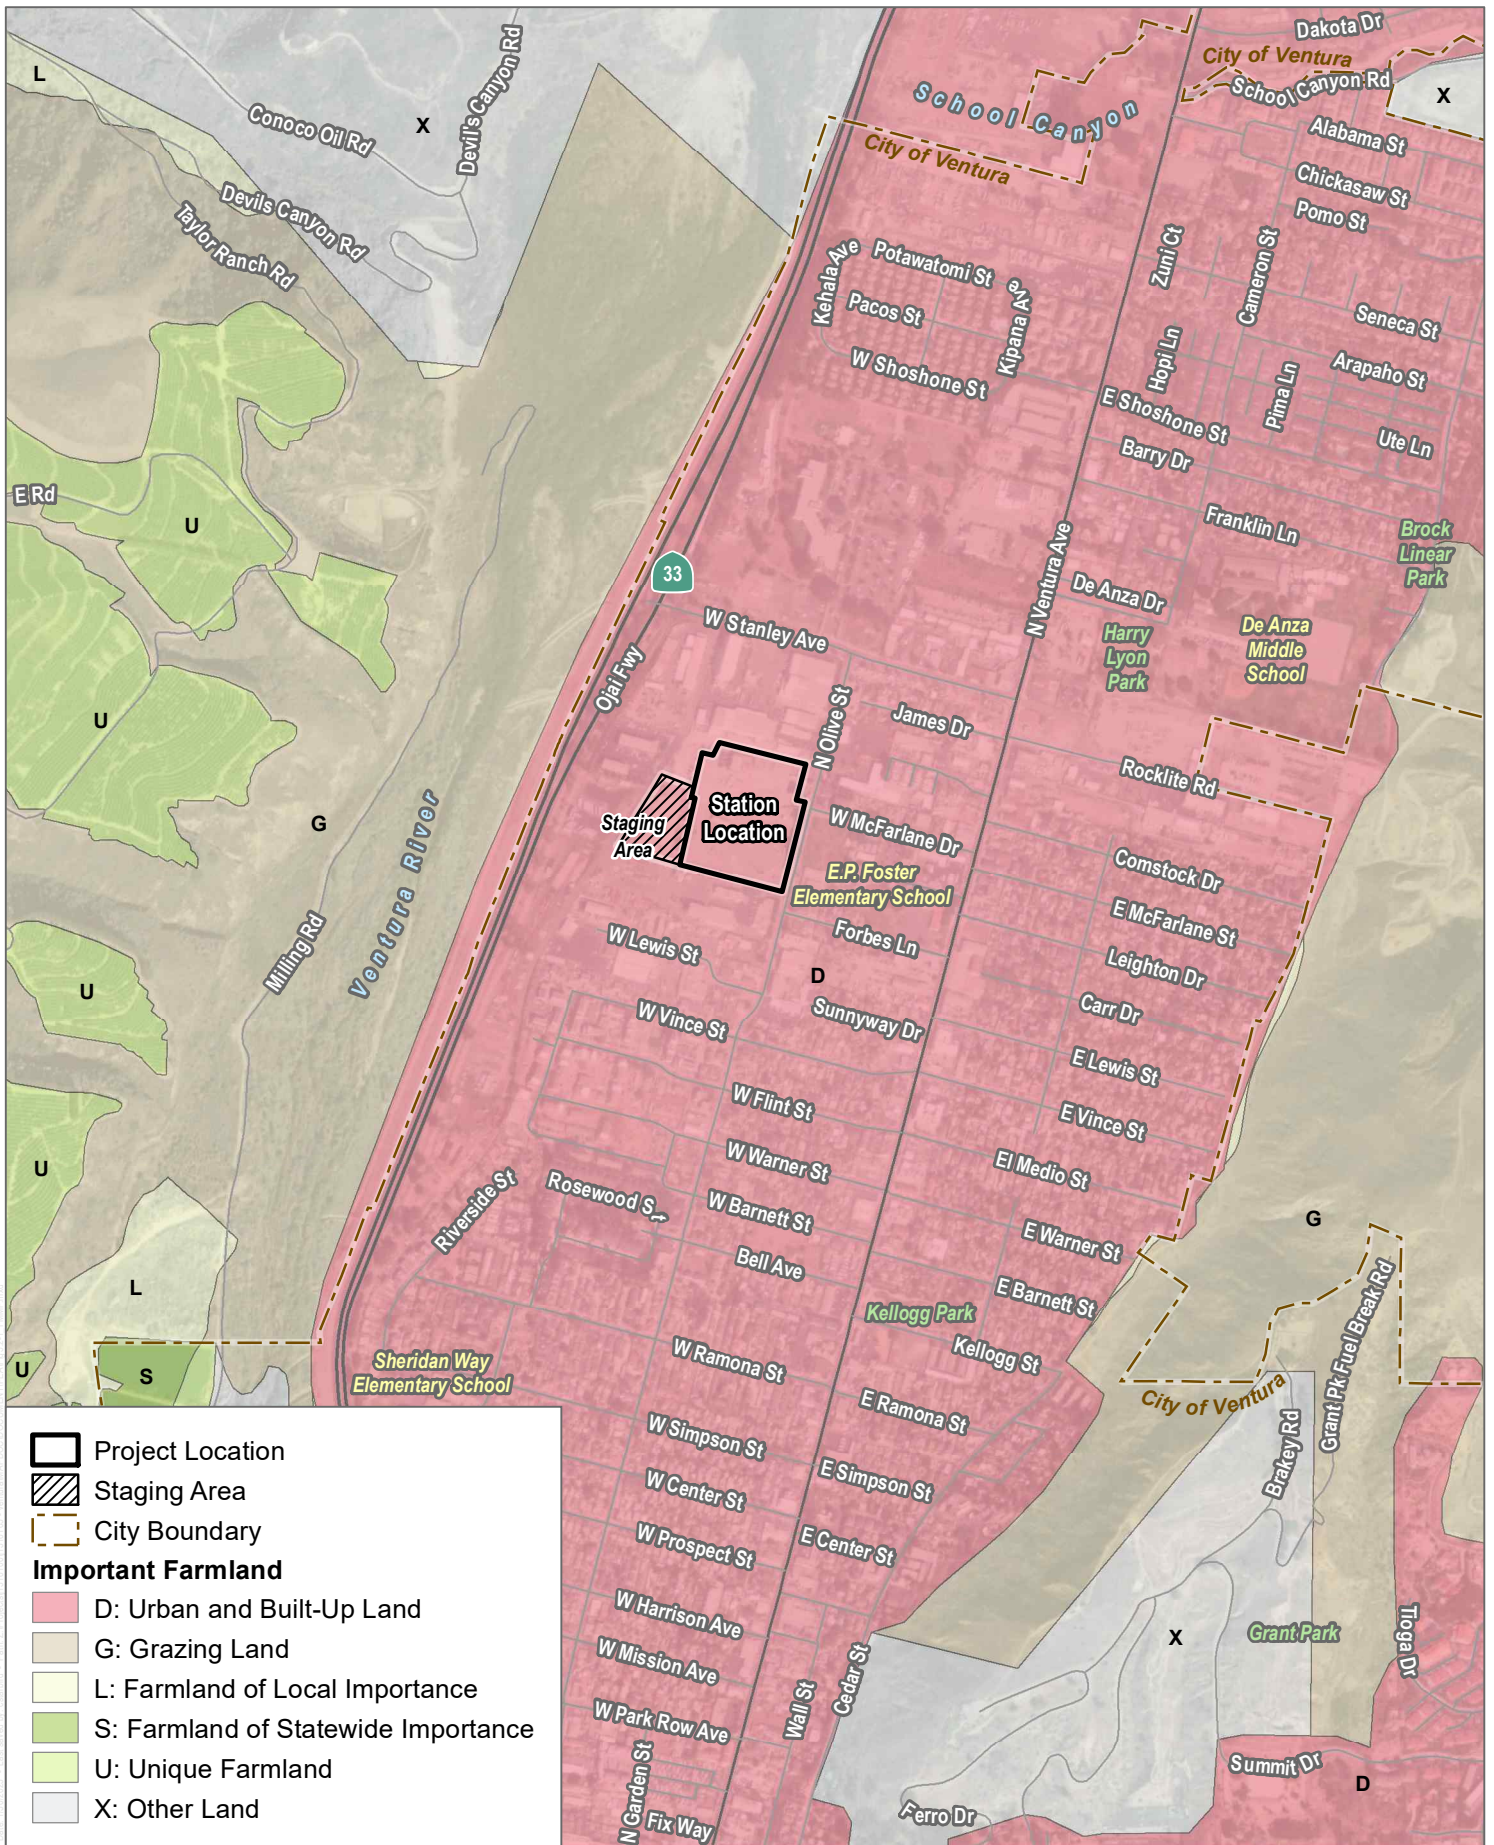 Dakota Dr
City of Ventura
School Canyon Rd
L
X
Conoco Oil Rd
Devil's Canyon Rd
X
School Canyon
City of Ventura
Alabama St
Chickasaw St
Pomo St
Devils Canyon Rd
Taylor Ranch Rd
Kehala Ave
Potawatomi St
Kipana Ave
Pacos St
W Shoshone St
Zuni Ct
Cameron St
Seneca St
Hopi Ln
Arapaho St
Pima Ln
E Shoshone St
Ute Ln
Barry Dr
E Rd
U
Franklin Ln
Brock
Linear
Park
33
N Ventura Ave
De Anza Dr
W Stanley Ave
Harry
Lyon
Park
De Anza
Middle
School
Ojai Fwy
U
N Olive St
James Dr
Rocklite Rd
Station
Location
Staging
Area
G
W McFarlane Dr
Ventura River
E.P. Foster
Elementary School
Comstock Dr
E McFarlane St
Milling Rd
W Lewis St
Forbes Ln
Leighton Dr
D
U
W Vince St
Sunnyway Dr
Carr Dr
E Lewis St
W Flint St
E Vince St
U
W Warner St
El Medio St
Riverside St
Rosewood St
W Barnett St
G
E Warner St
Bell Ave
L
E Barnett St
Kellogg Park
Grant Pk Fuel Break Rd
W Ramona St
Kellogg St
U
S
Sheridan Way
Elementary School
City of Ventura
E Ramona St
W Simpson St
Brakey Rd
E Simpson St
W Center St
W Prospect St
E Center St
W Harrison Ave
X
Grant Park
Tioga Dr
W Mission Ave
Cedar St
W Park Row Ave
Wall St
N Garden St
Summit Dr
D
Ferro Dr
Fix Way
Project Location
Staging Area
City Boundary
Important Farmland
D: Urban and Built-Up Land
G: Grazing Land
L: Farmland of Local Importance
S: Farmland of Statewide Importance
U: Unique Farmland
X: Other Land